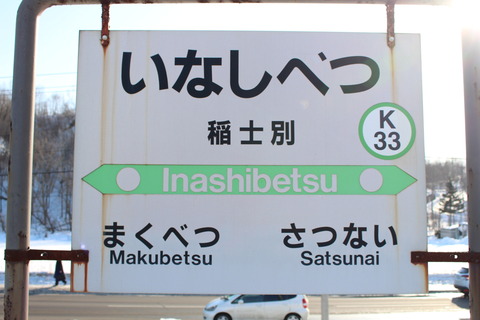 いなしべつ
稲士別
K
33
Inashibetsu
まくべつ
Makubetsu
さつない
Satsunai